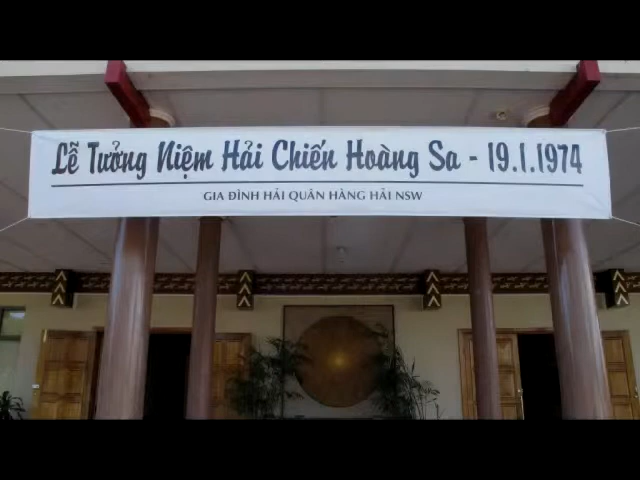 Lễ Tưởng Niệm Hải Chiến Hoàng Sa - 19.1.1974
GIA ĐÌNH HẢI QUÂN HÀNG HẢI NSW